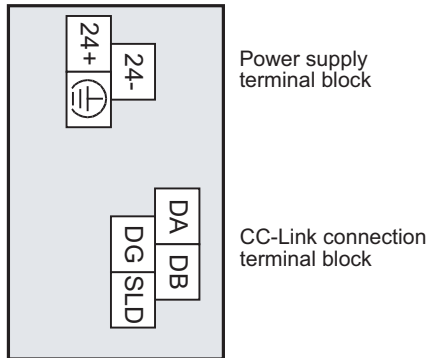 24+
24-
Power supply
terminal block
DA
DG
DB
SLD
CC-Link connection
terminal block